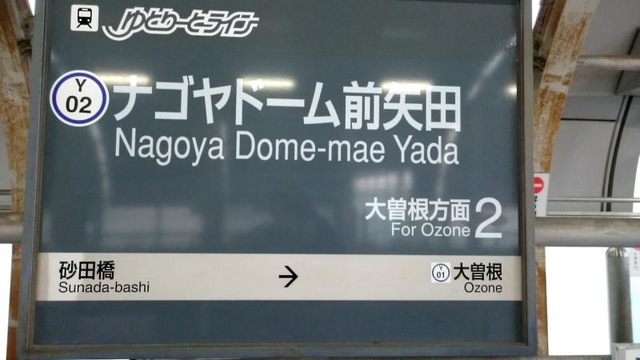 ゆとりーとライン
Y
02
ナゴヤドーム前矢田
Nagoya Dome-mae Yada
大曽根方面 2
For Ozone
砂田橋 → Y 01 大曽根
Sunada-bashi Ozone